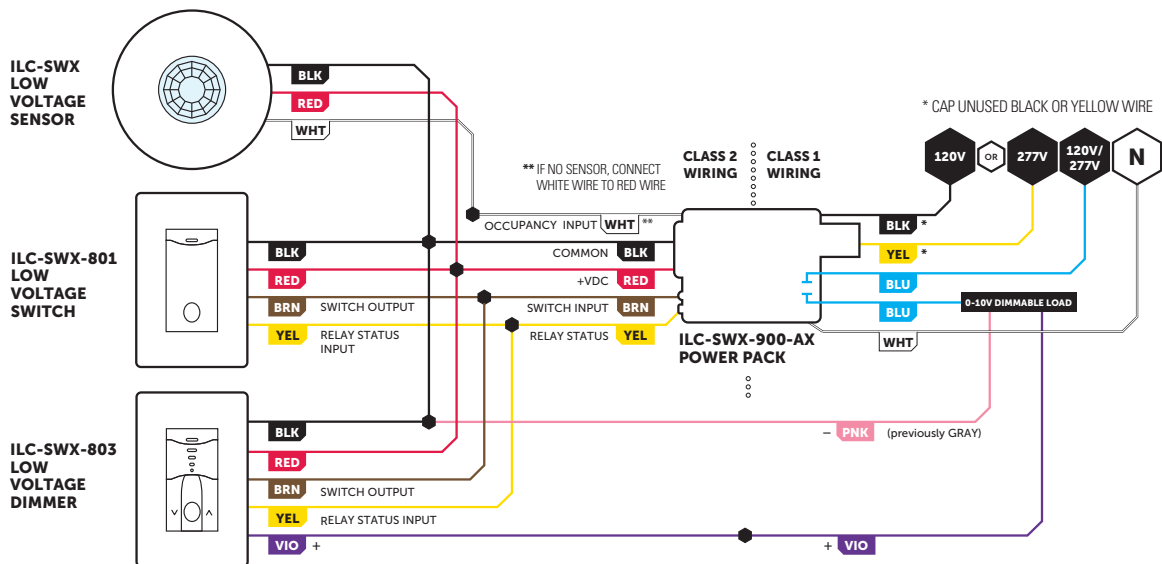 ILC-SWX
LOW
VOLTAGE
SENSOR
BLK
RED
WHT
* CAP UNUSED BLACK OR YELLOW WIRE
120V
OR
277V
120V/
277V
N
CLASS 2
WIRING
CLASS 1
WIRING
** IF NO SENSOR, CONNECT
WHITE WIRE TO RED WIRE
OCCUPANCY INPUT WHT **
ILC-SWX-801
LOW
VOLTAGE
SWITCH
BLK
RED
BRN SWITCH OUTPUT
YEL RELAY STATUS
INPUT
COMMON BLK
+VDC RED
SWITCH INPUT BRN
RELAY STATUS YEL
BLK *
YEL *
BLU
BLU
WHT
0-10V DIMMABLE LOAD
ILC-SWX-900-AX
POWER PACK
ILC-SWX-803
LOW
VOLTAGE
DIMMER
BLK
RED
BRN SWITCH OUTPUT
YEL RELAY STATUS INPUT
VIO +
– PNK (previously GRAY)
+ VIO